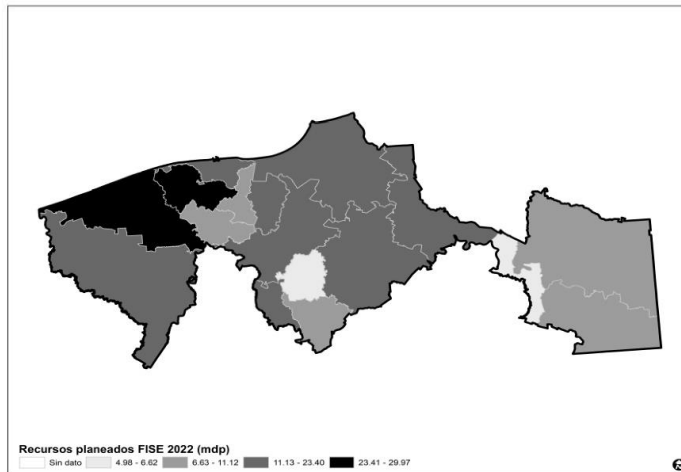 Recursos planeados FISE 2022 (mdp)
Sin dato 4.98 - 6.62 6.63 - 11.12 11.13 - 23.40 23.41 - 29.97